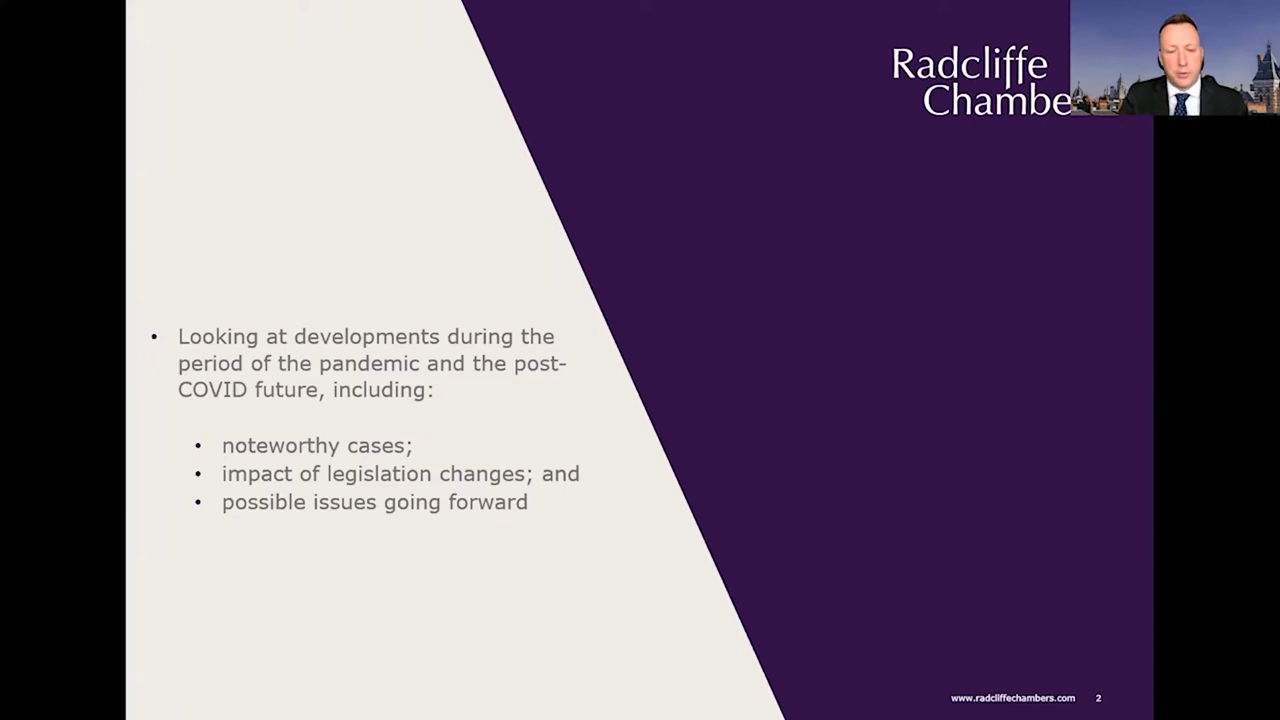 Radcliffe
Chambe
• Looking at developments during the
period of the pandemic and the post-
COVID future, including:
• noteworthy cases;
• impact of legislation changes; and
• possible issues going forward
www.radcliffechambers.com 2